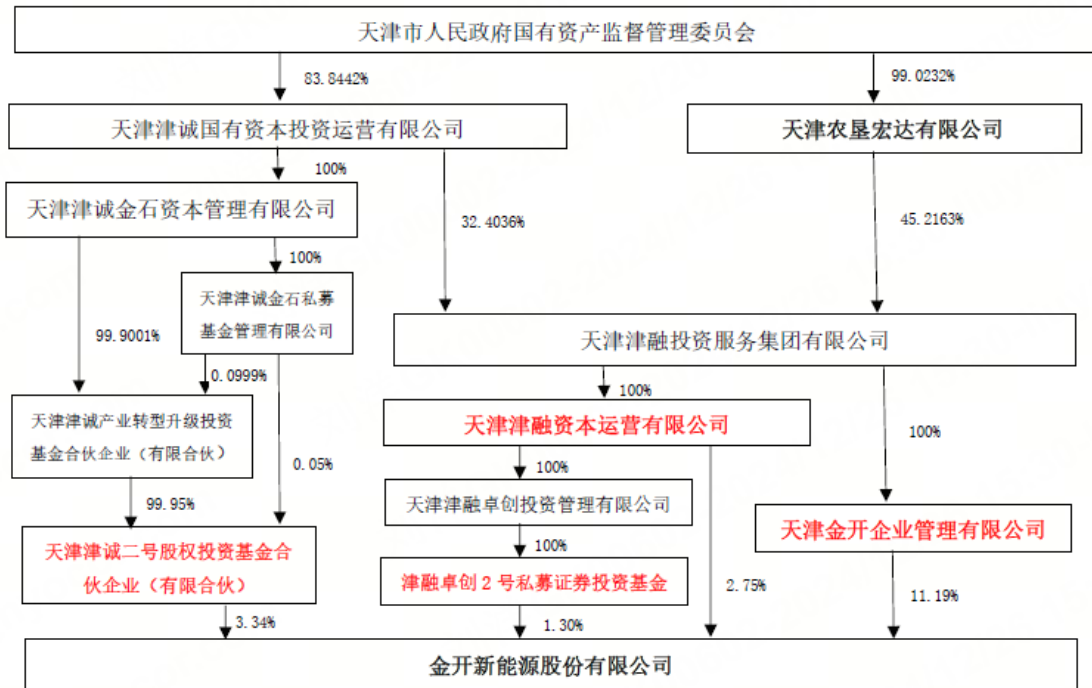 天津市人民政府国有资产监督管理委员会
83.8442%
99.0232%
天津津诚国有资本投资运营有限公司
天津农垦宏达有限公司
100%
天津津诚金石资本管理有限公司
32.4036%
45.2163%
100%
天津津诚金石私募
基金管理有限公司
99.9001%
天津津融投资服务集团有限公司
0.0999%
100%
天津津诚产业转型升级投资
基金合伙企业（有限合伙）
天津津融资本运营有限公司
100%
0.05%
100%
99.95%
天津津融卓创投资管理有限公司
天津金开企业管理有限公司
天津津诚二号股权投资基金合
伙企业（有限合伙）
100%
津融卓创2号私募证券投资基金
2.75%
11.19%
3.34%
1.30%
金开新能源股份有限公司